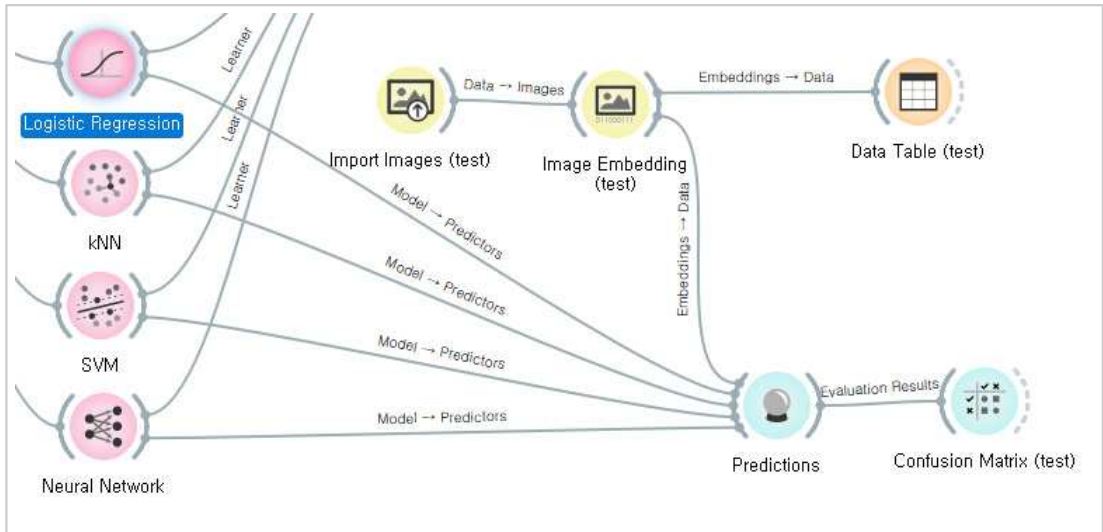 Learner
Learner
Learner
Logistic Regression
kNN
SVM
Neural Network
Import Images (test)
Data → Images
Image Embedding
(test)
011000111
Embeddings → Data
Data Table (test)
Embeddings → Data
Model → Predictors
Model → Predictors
Model → Predictors
Model → Predictors
Predictions
Evaluation Results
Confusion Matrix (test)